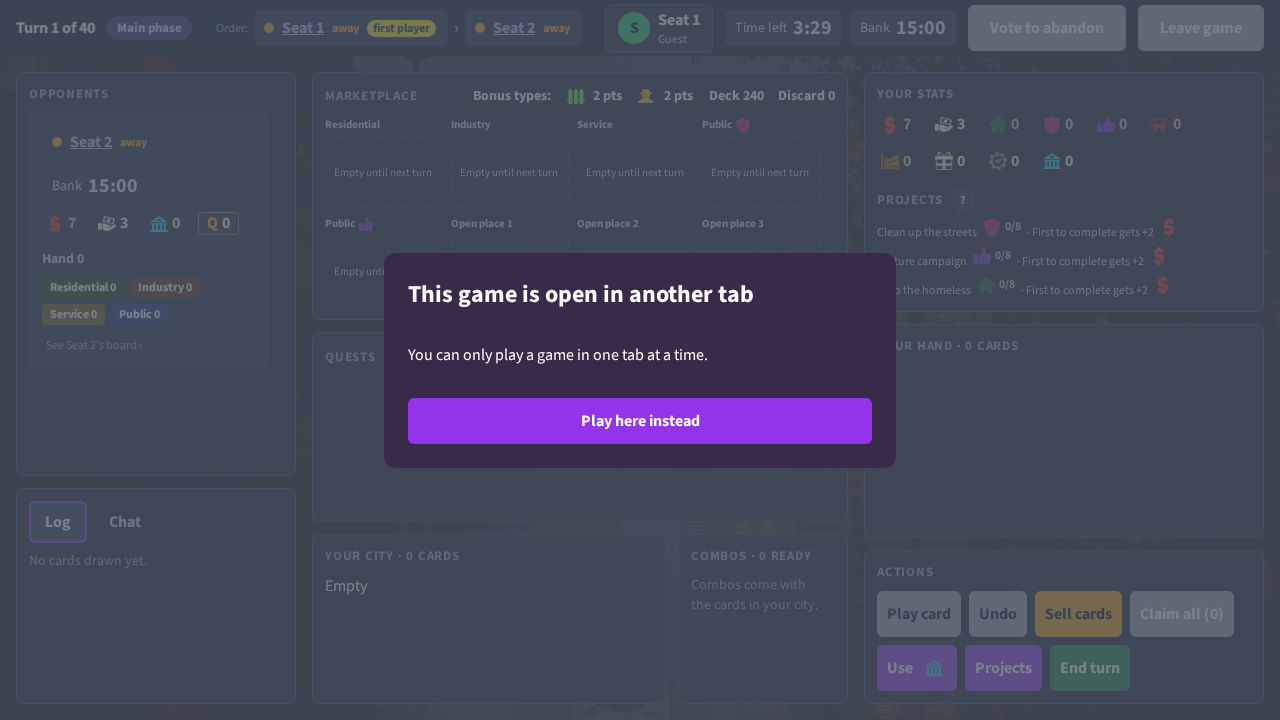 Turn 1 of 40 Main phase Order: Seat 1 away first player › Seat 2 away S Seat 1 Guest Time left 3:29 Bank 15:00 Vote to abandon Leave game
OPPONENTS
Seat 2 away
Bank 15:00
7 3 0 Q 0
Hand 0
Residential 0 Industry 0
Service 0 Public 0
See Seat 2's board ›
Log Chat
No cards drawn yet.
MARKETPLACE Bonus types: 2 pts 2 pts Deck 240 Discard 0
Residential Industry Service Public
Empty until next turn Empty until next turn Empty until next turn Empty until next turn
Public Open place 1 Open place 2 Open place 3
Empty
QUESTS
This game is open in another tab
You can only play a game in one tab at a time.
Play here instead
YOUR CITY · 0 CARDS
Empty
COMBOS · 0 READY
Combos come with
the cards in your city.
YOUR STATS
7 3 0 0 0 0
0 0 0 0
PROJECTS ?
Clean up the streets 0/8 · First to complete gets +2
campaign 0/8 · First to complete gets +2
the homeless 0/8 · First to complete gets +2
HAND · 0 CARDS
ACTIONS
Play card Undo Sell cards Claim all (0)
Use Projects End turn